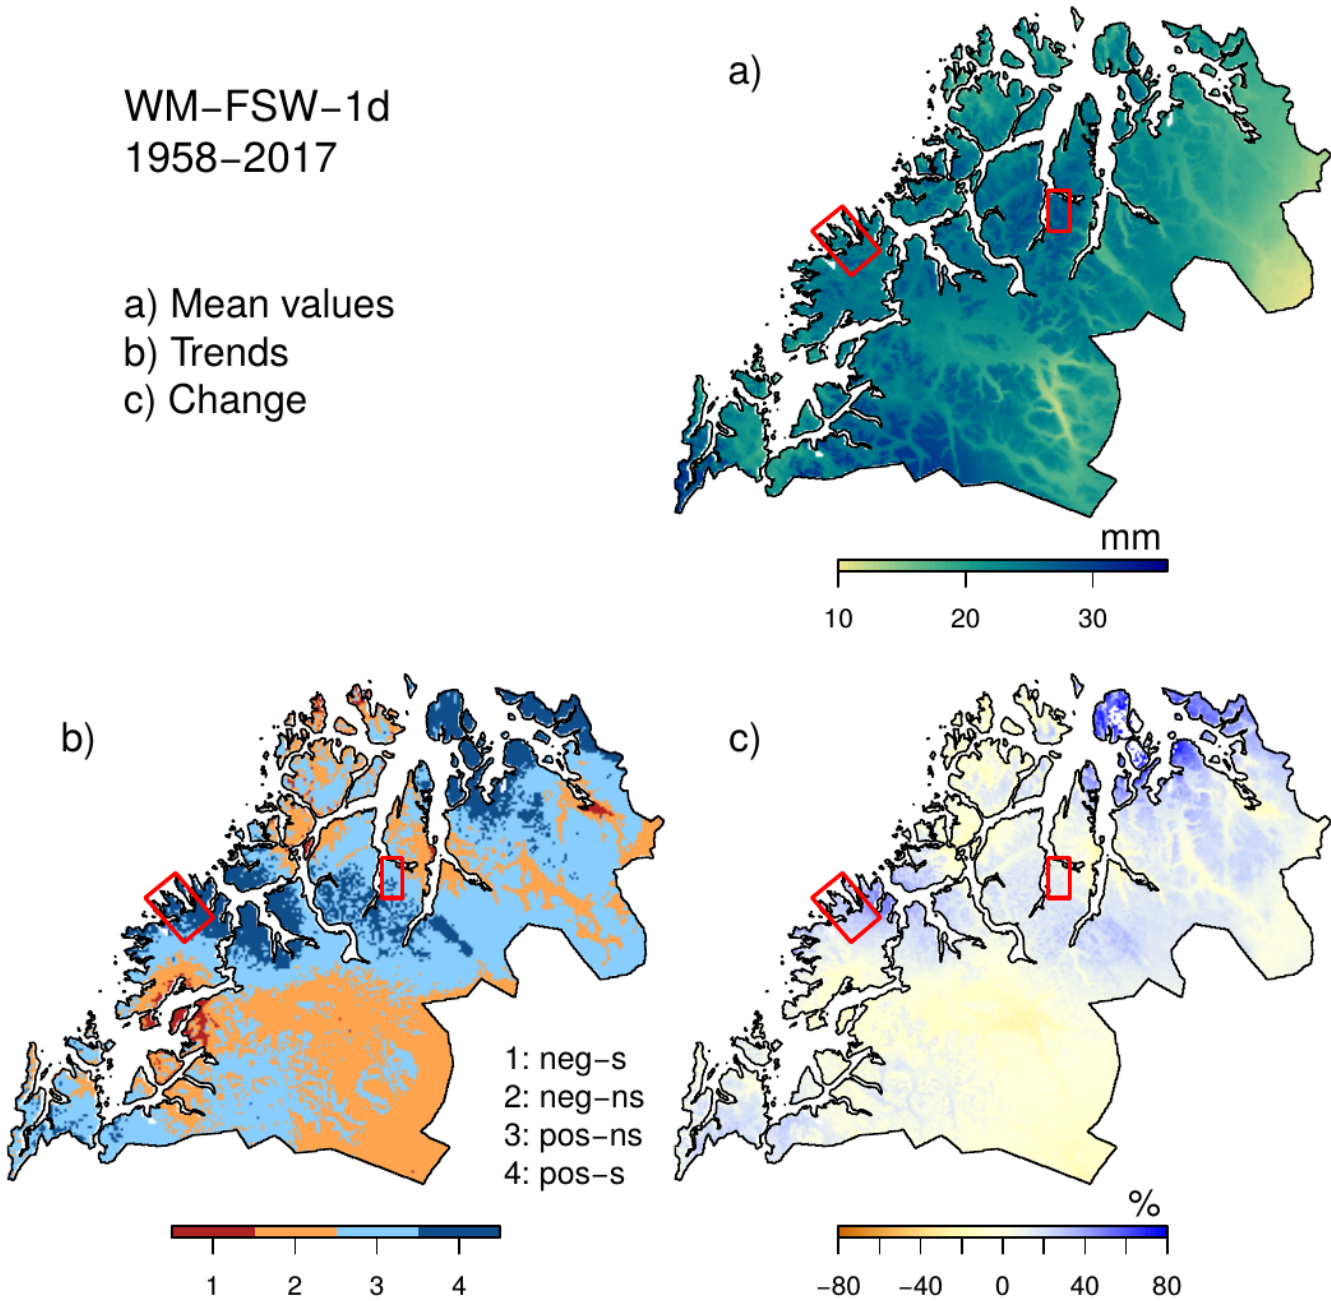 WM−FSW−1d
1958−2017
a) Mean values
b) Trends
c) Change
a)
mm
10 20 30
b)
1: neg−s
2: neg−ns
3: pos−ns
4: pos−s
1 2 3 4
c)
%
−80 −40 0 40 80